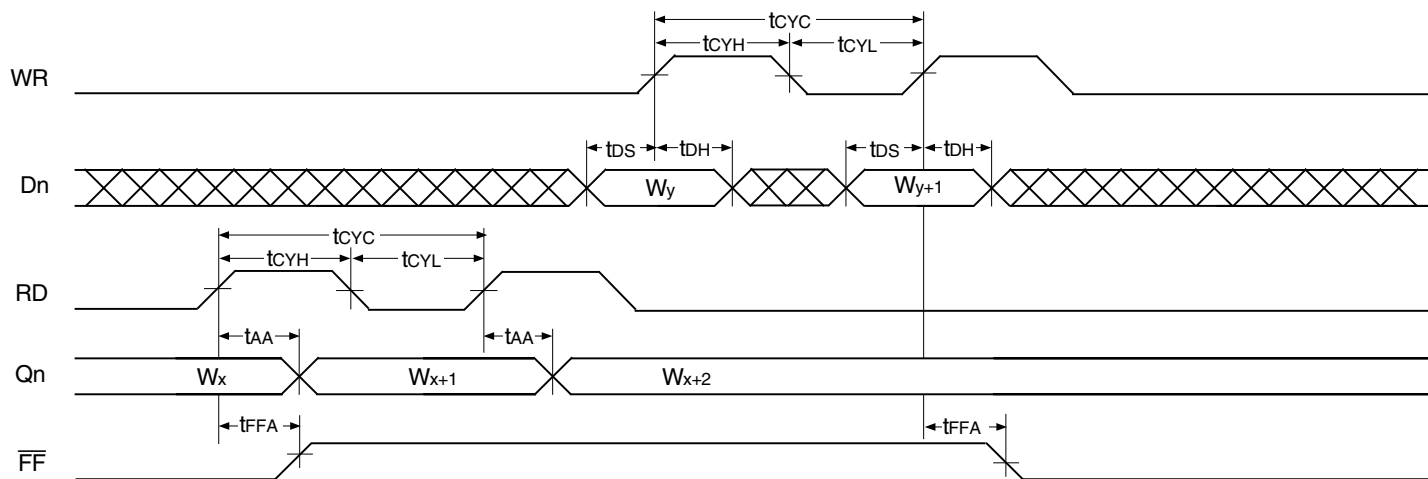 tCYC
tCYH tCYL
WR
tDS tDH tDS tDH
Dn Wy Wy+1
tCYC
tCYH tCYL
RD
tAA tAA
Qn Wx Wx+1 Wx+2
tFFA tFFA
F̅F̅